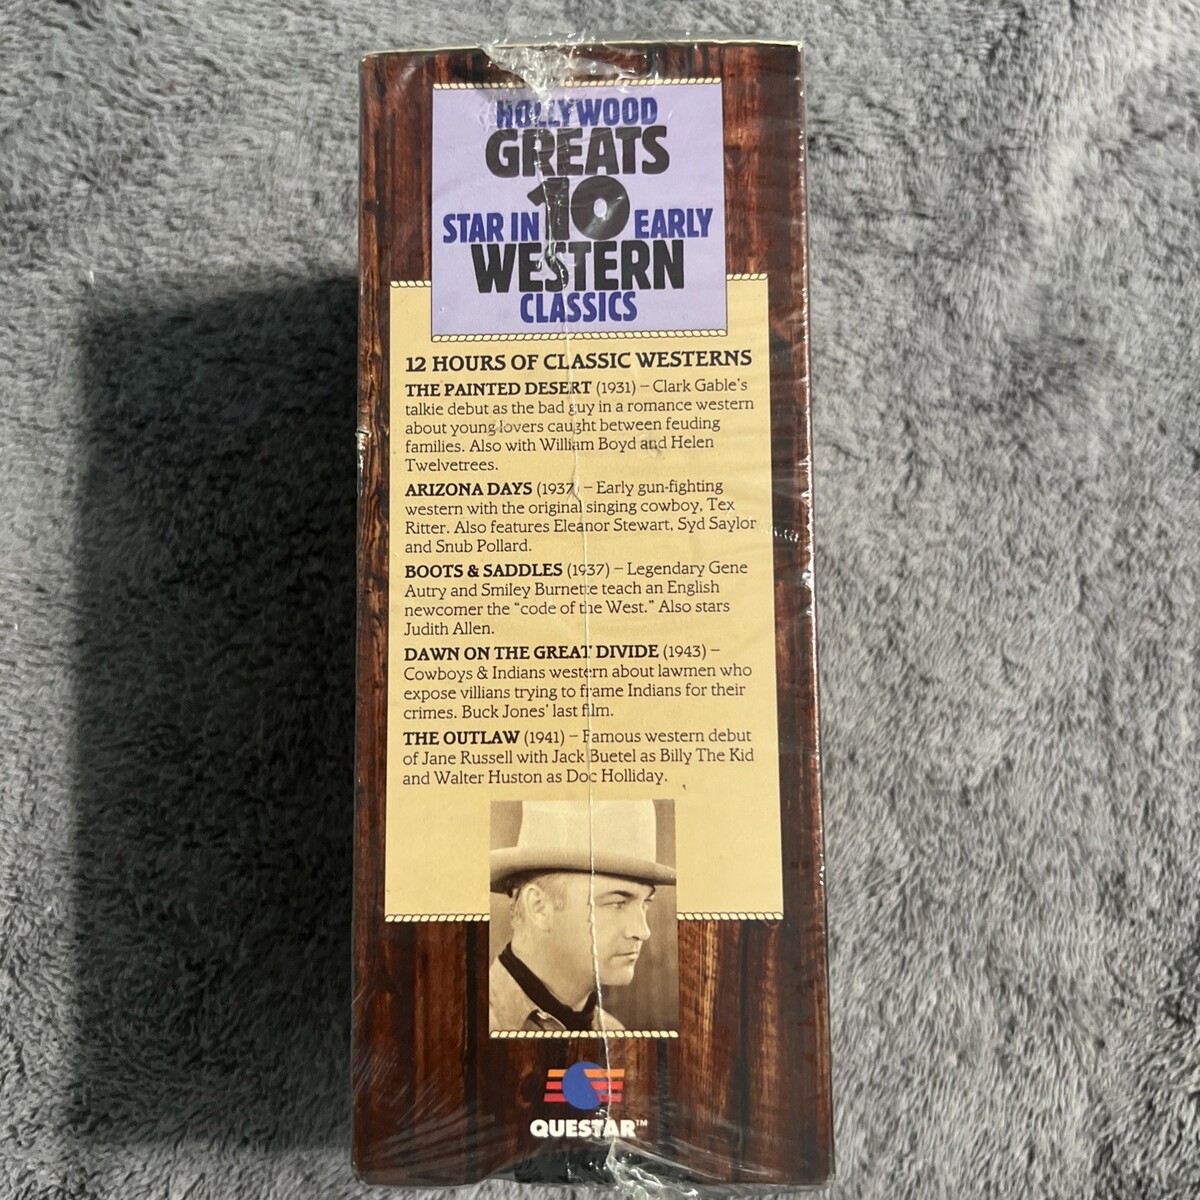 HOLLYWOOD
GREATS
STAR IN 10 EARLY
WESTERN
CLASSICS
12 HOURS OF CLASSIC WESTERNS
THE PAINTED DESERT (1931) – Clark Gable's
talkie debut as the bad guy in a romance western
about young lovers caught between feuding
families. Also with William Boyd and Helen
Twelvetrees.
ARIZONA DAYS (1937) – Early gun-fighting
western with the original singing cowboy, Tex
Ritter. Also features Eleanor Stewart, Syd Saylor
and Snub Pollard.
BOOTS & SADDLES (1937) – Legendary Gene
Autry and Smiley Burnette teach an English
newcomer the “code of the West.” Also stars
Judith Allen.
DAWN ON THE GREAT DIVIDE (1943) –
Cowboys & Indians western about lawmen who
expose villians trying to frame Indians for their
crimes. Buck Jones' last film.
THE OUTLAW (1941) – Famous western debut
of Jane Russell with Jack Buetel as Billy The Kid
and Walter Huston as Doc Holliday.
QUESTAR™